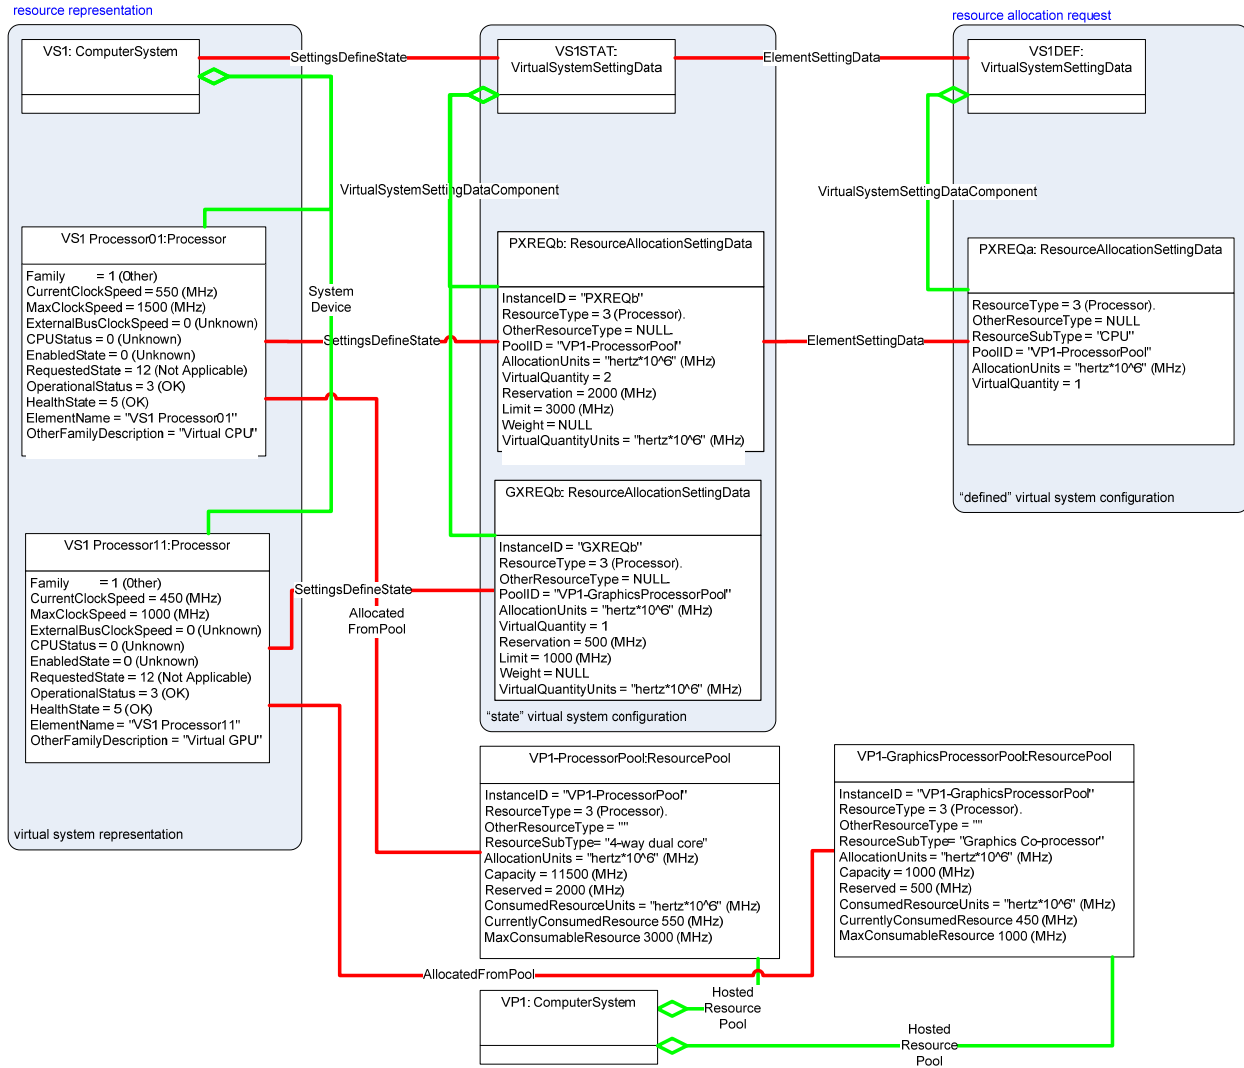 resource representation
resource allocation request
VS1: ComputerSystem
SettingsDefineState
VS1STAT:
VirtualSystemSettingData
ElementSettingData
VS1DEF:
VirtualSystemSettingData
VirtualSystemSettingDataComponent
VirtualSystemSettingDataComponent
VS1 Processor01:Processor
Family = 1 (Other)
CurrentClockSpeed = 550 (MHz)
MaxClockSpeed = 1500 (MHz)
ExternalBusClockSpeed = 0 (Unknown)
CPUStatus = 0 (Unknown)
EnabledState = 0 (Unknown)
RequestedState = 12 (Not Applicable)
OperationalStatus = 3 (OK)
HealthState = 5 (OK)
ElementName = "VS1 Processor01"
OtherFamilyDescription = "Virtual CPU"
System
Device
SettingsDefineState
PXREQb: ResourceAllocationSettingData
InstanceID = "PXREQb"
ResourceType = 3 (Processor).
OtherResourceType = NULL.
PoolID = "VP1-ProcessorPool"
AllocationUnits = "hertz*10^6" (MHz)
VirtualQuantity = 2
Reservation = 2000 (MHz)
Limit = 3000 (MHz)
Weight = NULL
VirtualQuantityUnits = "hertz*10^6" (MHz)
ElementSettingData
PXREQa: ResourceAllocationSettingData
ResourceType = 3 (Processor).
OtherResourceType = NULL
ResourceSubType = "CPU"
PoolID = "VP1-ProcessorPool"
AllocationUnits = "hertz*10^6" (MHz)
VirtualQuantity = 1
"defined" virtual system configuration
GXREQb: ResourceAllocationSettingData
InstanceID = "GXREQb"
ResourceType = 3 (Processor).
OtherResourceType = NULL.
PoolID = "VP1-GraphicsProcessorPool"
AllocationUnits = "hertz*10^6" (MHz)
VirtualQuantity = 1
Reservation = 500 (MHz)
Limit = 1000 (MHz)
Weight = NULL
VirtualQuantityUnits = "hertz*10^6" (MHz)
"state" virtual system configuration
VS1 Processor11:Processor
Family = 1 (Other)
CurrentClockSpeed = 450 (MHz)
MaxClockSpeed = 1000 (MHz)
ExternalBusClockSpeed = 0 (Unknown)
CPUStatus = 0 (Unknown)
EnabledState = 0 (Unknown)
RequestedState = 12 (Not Applicable)
OperationalStatus = 3 (OK)
HealthState = 5 (OK)
ElementName = "VS1 Processor11"
OtherFamilyDescription = "Virtual GPU"
SettingsDefineState
Allocated
FromPool
virtual system representation
VP1-ProcessorPool:ResourcePool
InstanceID = "VP1-ProcessorPool"
ResourceType = 3 (Processor).
OtherResourceType = ""
ResourceSubType= "4-way dual core"
AllocationUnits = "hertz*10^6" (MHz)
Capacity = 11500 (MHz)
Reserved = 2000 (MHz)
ConsumedResourceUnits = "hertz*10^6" (MHz)
CurrentlyConsumedResource 550 (MHz)
MaxConsumableResource 3000 (MHz)
VP1-GraphicsProcessorPool:ResourcePool
InstanceID = "VP1-GraphicsProcessorPool"
ResourceType = 3 (Processor).
OtherResourceType = ""
ResourceSubType= "Graphics Co-processor"
AllocationUnits = "hertz*10^6" (MHz)
Capacity = 1000 (MHz)
Reserved = 500 (MHz)
ConsumedResourceUnits = "hertz*10^6" (MHz)
CurrentlyConsumedResource 450 (MHz)
MaxConsumableResource 1000 (MHz)
AllocatedFromPool
VP1: ComputerSystem
Hosted
Resource
Pool
Hosted
Resource
Pool